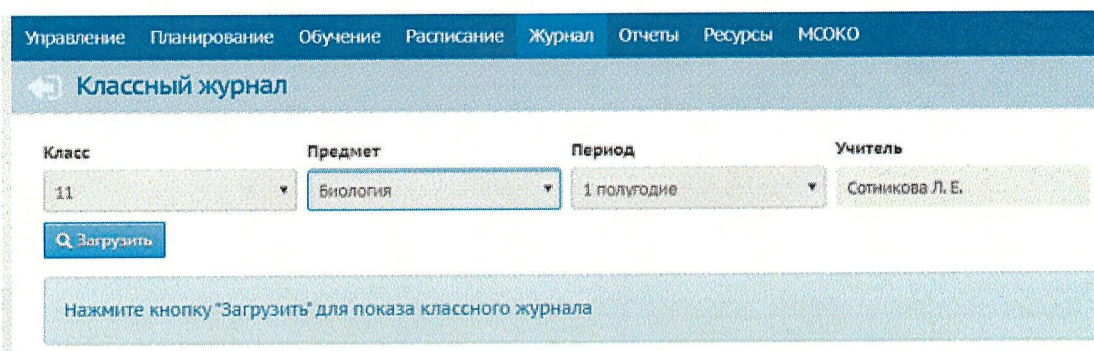 Управление Планирование Обучение Расписание Журнал Отчеты Ресурсы МСОКО
Классный журнал
Класс Предмет Период Учитель
11 Биология 1 полугодие Сотникова Л. Е.
Загрузить
Нажмите кнопку "Загрузить" для показа классного журнала